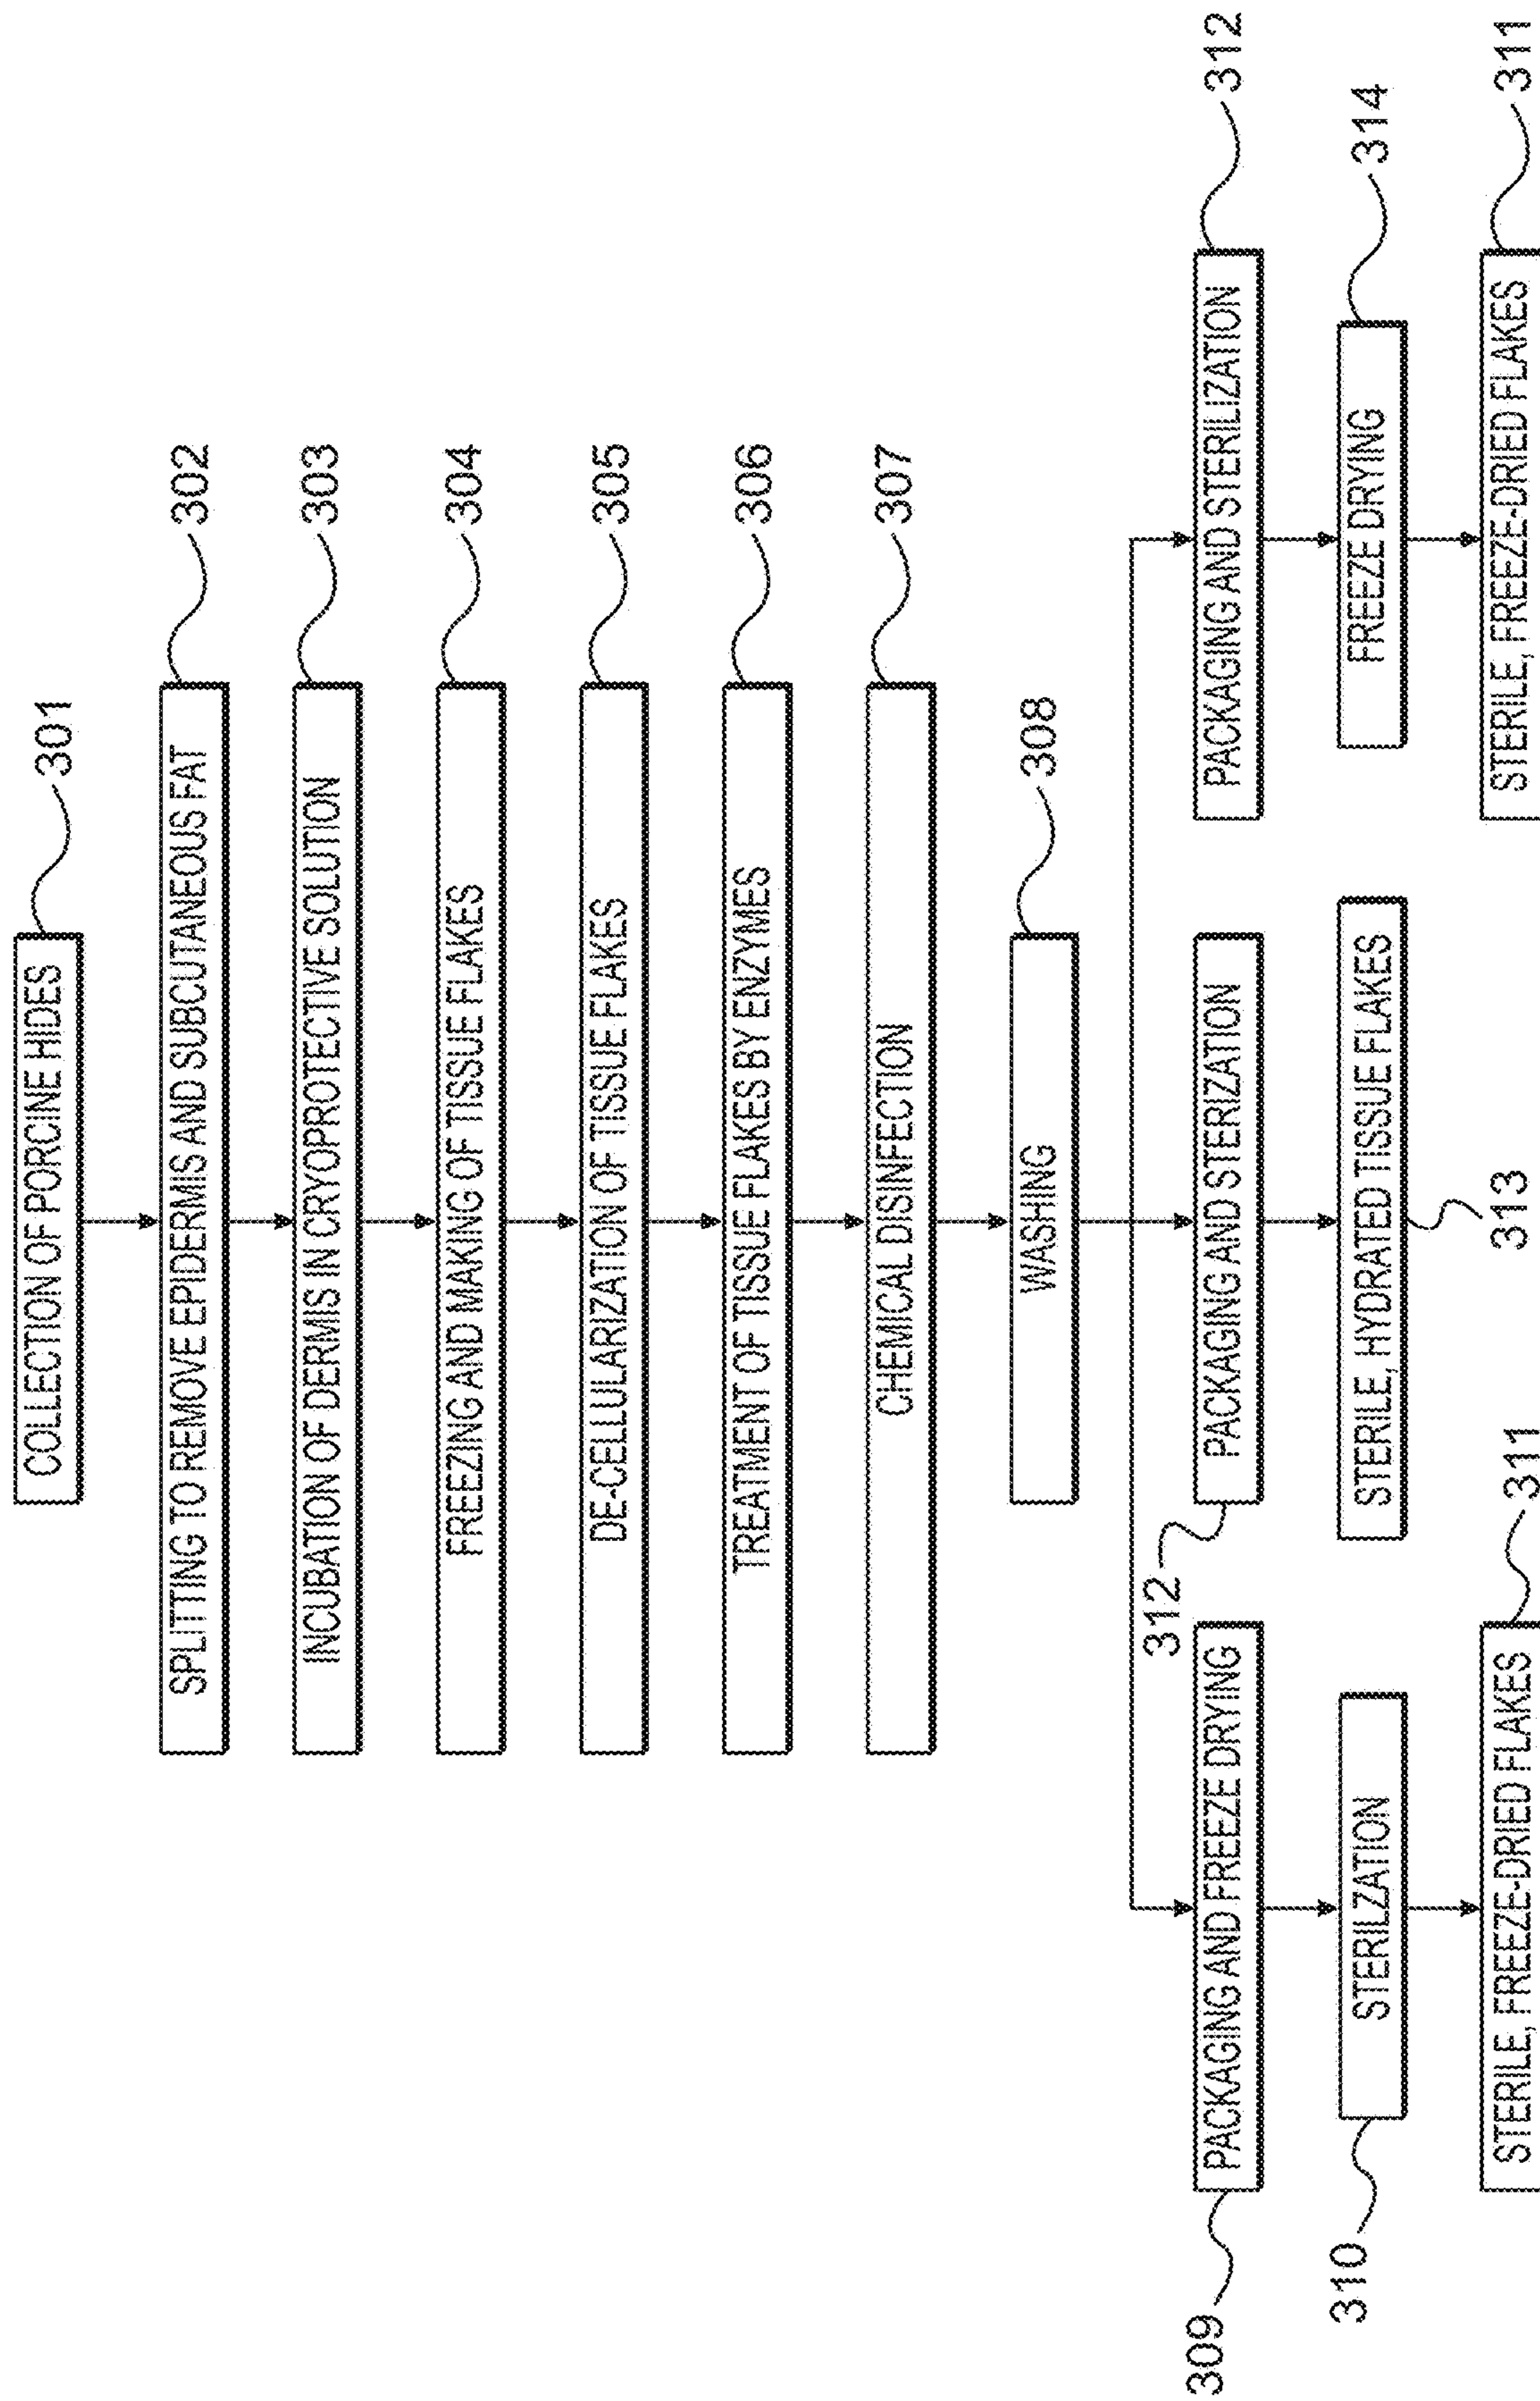 COLLECTION OF PORCINE HIDES
301
SPLITTING TO REMOVE EPIDERMIS AND SUBCUTANEOUS FAT
302
INCUBATION OF DERMIS IN CRYOPROTECTIVE SOLUTION
303
FREEZING AND MAKING OF TISSUE FLAKES
304
DE-CELLULARIZATION OF TISSUE FLAKES
305
TREATMENT OF TISSUE FLAKES BY ENZYMES
306
CHEMICAL DISINFECTION
307
WASHING
308
309
PACKAGING AND FREEZE DRYING
312
PACKAGING AND STERIZATION
PACKAGING AND STERILIZATION
312
310
STERILZATION
STERILE, HYDRATED TISSUE FLAKES
313
FREEZE DRYING
314
STERILE, FREEZE-DRIED FLAKES
311
STERILE, FREEZE-DRIED FLAKES
311